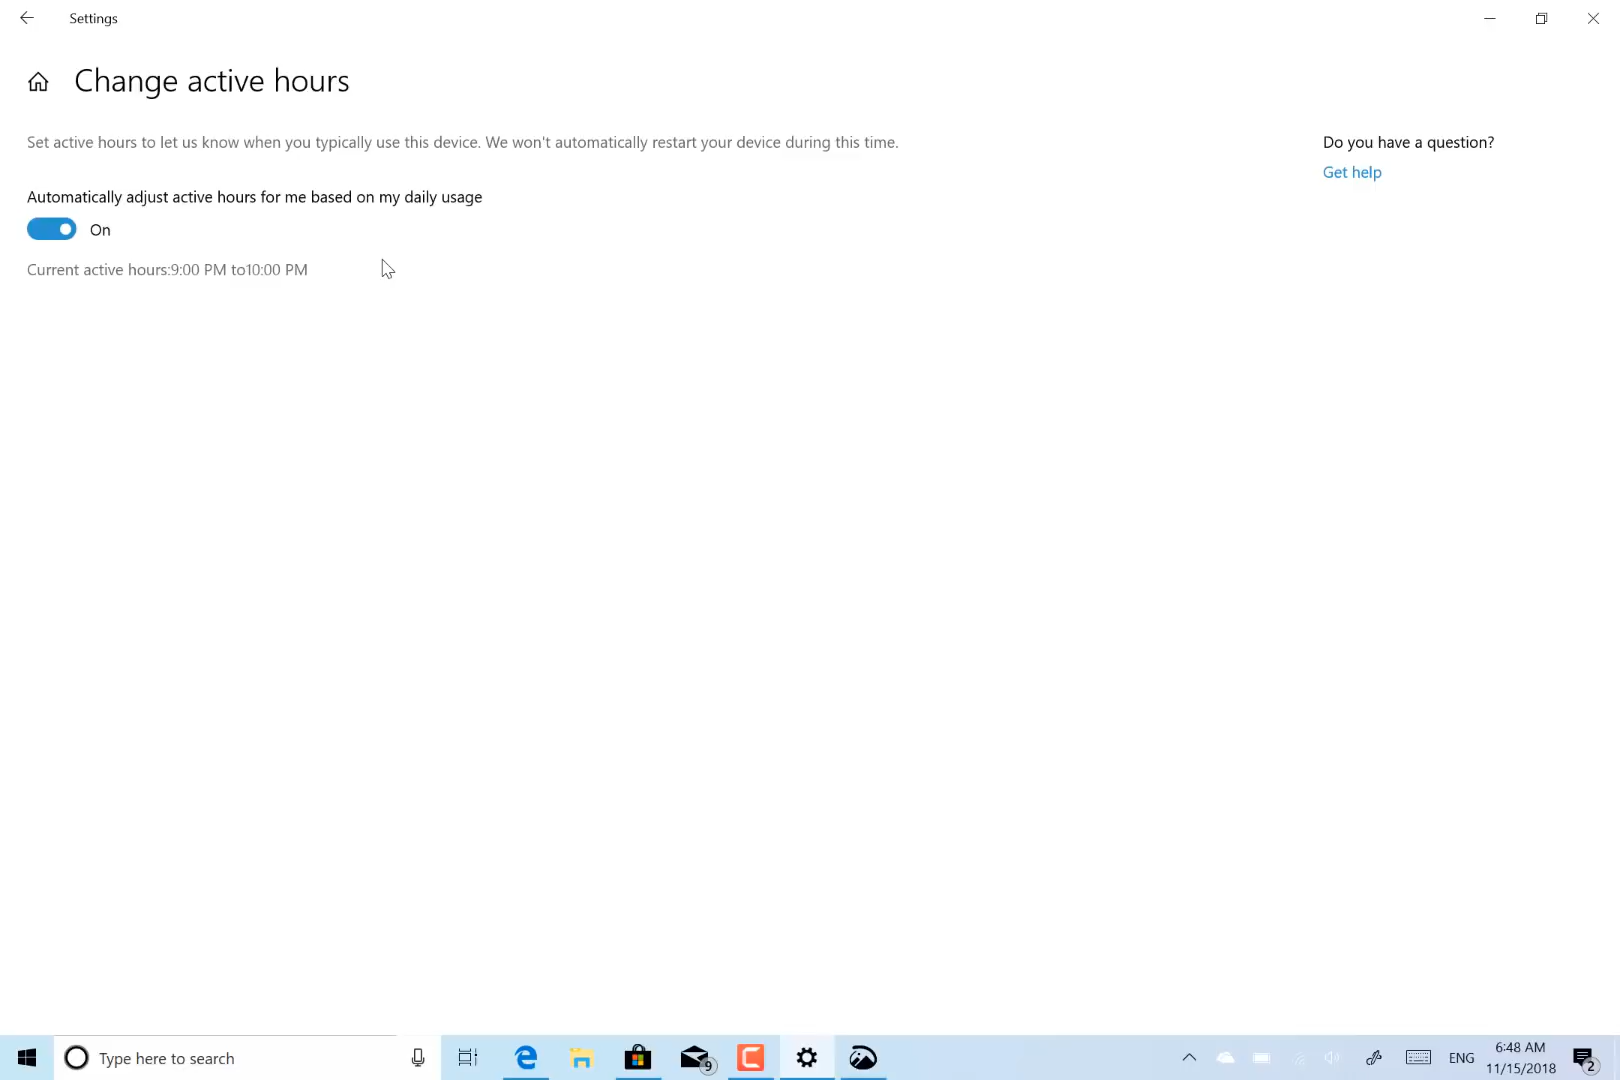 Settings
Change active hours
Set active hours to let us know when you typically use this device. We won't automatically restart your device during this time.
Do you have a question?
Get help
Automatically adjust active hours for me based on my daily usage
On
Current active hours:9:00 PM to10:00 PM
Type here to search
9
ENG
6:48 AM
11/15/2018
2